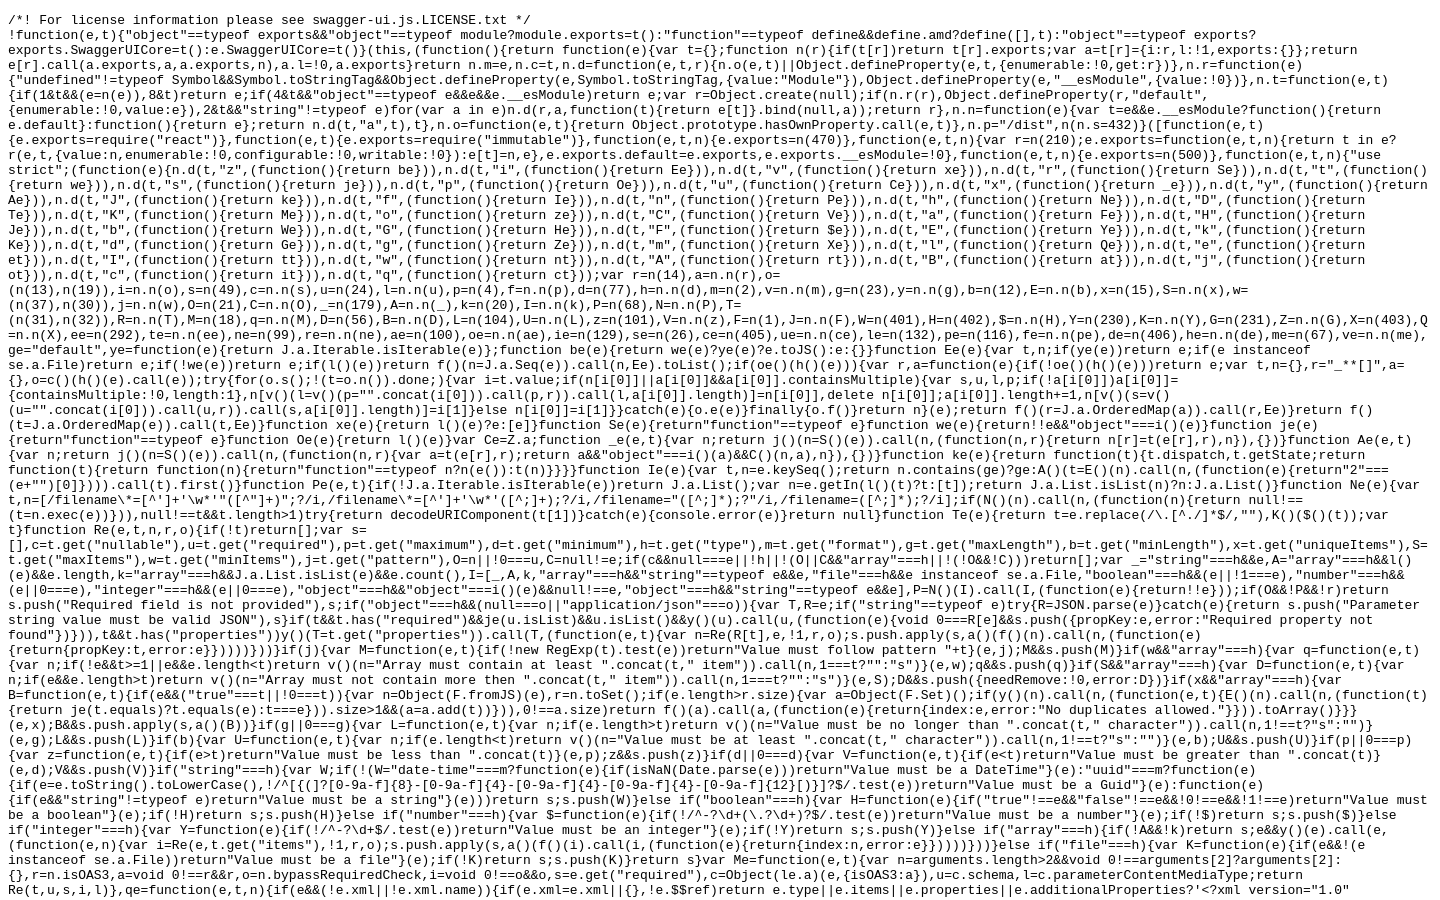 /*! For license information please see swagger-ui.js.LICENSE.txt */
!function(e,t){"object"==typeof exports&&"object"==typeof module?module.exports=t():"function"==typeof define&&define.amd?define([],t):"object"==typeof exports?
exports.SwaggerUICore=t():e.SwaggerUICore=t()}(this,(function(){return function(e){var t={};function n(r){if(t[r])return t[r].exports;var a=t[r]={i:r,l:!1,exports:{}};return
e[r].call(a.exports,a,a.exports,n),a.l=!0,a.exports}return n.m=e,n.c=t,n.d=function(e,t,r){n.o(e,t)||Object.defineProperty(e,t,{enumerable:!0,get:r})},n.r=function(e)
{"undefined"!=typeof Symbol&&Symbol.toStringTag&&Object.defineProperty(e,Symbol.toStringTag,{value:"Module"}),Object.defineProperty(e,"__esModule",{value:!0})},n.t=function(e,t)
{if(1&t&&(e=n(e)),8&t)return e;if(4&t&&"object"==typeof e&&e&&e.__esModule)return e;var r=Object.create(null);if(n.r(r),Object.defineProperty(r,"default",
{enumerable:!0,value:e}),2&t&&"string"!=typeof e)for(var a in e)n.d(r,a,function(t){return e[t]}.bind(null,a));return r},n.n=function(e){var t=e&&e.__esModule?function(){return
e.default}:function(){return e};return n.d(t,"a",t),t},n.o=function(e,t){return Object.prototype.hasOwnProperty.call(e,t)},n.p="/dist",n(n.s=432)}([function(e,t)
{e.exports=require("react")},function(e,t){e.exports=require("immutable")},function(e,t,n){e.exports=n(470)},function(e,t,n){var r=n(210);e.exports=function(e,t,n){return t in e?
r(e,t,{value:n,enumerable:!0,configurable:!0,writable:!0}):e[t]=n,e},e.exports.default=e.exports,e.exports.__esModule=!0},function(e,t,n){e.exports=n(500)},function(e,t,n){"use
strict";(function(e){n.d(t,"z",(function(){return be})),n.d(t,"i",(function(){return Ee})),n.d(t,"v",(function(){return xe})),n.d(t,"r",(function(){return Se})),n.d(t,"t",(function()
{return we})),n.d(t,"s",(function(){return je})),n.d(t,"p",(function(){return Oe})),n.d(t,"u",(function(){return Ce})),n.d(t,"x",(function(){return _e})),n.d(t,"y",(function(){return
Ae})),n.d(t,"J",(function(){return ke})),n.d(t,"f",(function(){return Ie})),n.d(t,"n",(function(){return Pe})),n.d(t,"h",(function(){return Ne})),n.d(t,"D",(function(){return
Te})),n.d(t,"K",(function(){return Me})),n.d(t,"o",(function(){return ze})),n.d(t,"C",(function(){return Ve})),n.d(t,"a",(function(){return Fe})),n.d(t,"H",(function(){return
Je})),n.d(t,"b",(function(){return We})),n.d(t,"G",(function(){return He})),n.d(t,"F",(function(){return $e})),n.d(t,"E",(function(){return Ye})),n.d(t,"k",(function(){return
Ke})),n.d(t,"d",(function(){return Ge})),n.d(t,"g",(function(){return Ze})),n.d(t,"m",(function(){return Xe})),n.d(t,"l",(function(){return Qe})),n.d(t,"e",(function(){return
et})),n.d(t,"I",(function(){return tt})),n.d(t,"w",(function(){return nt})),n.d(t,"A",(function(){return rt})),n.d(t,"B",(function(){return at})),n.d(t,"j",(function(){return
ot})),n.d(t,"c",(function(){return it})),n.d(t,"q",(function(){return ct}));var r=n(14),a=n.n(r),o=
(n(13),n(19)),i=n.n(o),s=n(49),c=n.n(s),u=n(24),l=n.n(u),p=n(4),f=n.n(p),d=n(77),h=n.n(d),m=n(2),v=n.n(m),g=n(23),y=n.n(g),b=n(12),E=n.n(b),x=n(15),S=n.n(x),w=
(n(37),n(30)),j=n.n(w),O=n(21),C=n.n(O),_=n(179),A=n.n(_),k=n(20),I=n.n(k),P=n(68),N=n.n(P),T=
(n(31),n(32)),R=n.n(T),M=n(18),q=n.n(M),D=n(56),B=n.n(D),L=n(104),U=n.n(L),z=n(101),V=n.n(z),F=n(1),J=n.n(F),W=n(401),H=n(402),$=n.n(H),Y=n(230),K=n.n(Y),G=n(231),Z=n.n(G),X=n(403),Q
=n.n(X),ee=n(292),te=n.n(ee),ne=n(99),re=n.n(ne),ae=n(100),oe=n.n(ae),ie=n(129),se=n(26),ce=n(405),ue=n.n(ce),le=n(132),pe=n(116),fe=n.n(pe),de=n(406),he=n.n(de),me=n(67),ve=n.n(me),
ge="default",ye=function(e){return J.a.Iterable.isIterable(e)};function be(e){return we(e)?ye(e)?e.toJS():e:{}}function Ee(e){var t,n;if(ye(e))return e;if(e instanceof
se.a.File)return e;if(!we(e))return e;if(l()(e))return f()(n=J.a.Seq(e)).call(n,Ee).toList();if(oe()(h()(e))){var r,a=function(e){if(!oe()(h()(e)))return e;var t,n={},r="_**[]",a=
{},o=c()(h()(e).call(e));try{for(o.s();!(t=o.n()).done;){var i=t.value;if(n[i[0]]||a[i[0]]&&a[i[0]].containsMultiple){var s,u,l,p;if(!a[i[0]])a[i[0]]=
{containsMultiple:!0,length:1},n[v()(l=v()(p="".concat(i[0])).call(p,r)).call(l,a[i[0]].length)]=n[i[0]],delete n[i[0]];a[i[0]].length+=1,n[v()(s=v()
(u="".concat(i[0])).call(u,r)).call(s,a[i[0]].length)]=i[1]}else n[i[0]]=i[1]}}catch(e){o.e(e)}finally{o.f()}return n}(e);return f()(r=J.a.OrderedMap(a)).call(r,Ee)}return f()
(t=J.a.OrderedMap(e)).call(t,Ee)}function xe(e){return l()(e)?e:[e]}function Se(e){return"function"==typeof e}function we(e){return!!e&&"object"===i()(e)}function je(e)
{return"function"==typeof e}function Oe(e){return l()(e)}var Ce=Z.a;function _e(e,t){var n;return j()(n=S()(e)).call(n,(function(n,r){return n[r]=t(e[r],r),n}),{})}function Ae(e,t)
{var n;return j()(n=S()(e)).call(n,(function(n,r){var a=t(e[r],r);return a&&"object"===i()(a)&&C()(n,a),n}),{})}function ke(e){return function(t){t.dispatch,t.getState;return
function(t){return function(n){return"function"==typeof n?n(e()):t(n)}}}}function Ie(e){var t,n=e.keySeq();return n.contains(ge)?ge:A()(t=E()(n).call(n,(function(e){return"2"===
(e+"")[0]}))).call(t).first()}function Pe(e,t){if(!J.a.Iterable.isIterable(e))return J.a.List();var n=e.getIn(l()(t)?t:[t]);return J.a.List.isList(n)?n:J.a.List()}function Ne(e){var
t,n=[/filename\*=[^']+'\w*'"([^"]+)";?/i,/filename\*=[^']+'\w*'([^;]+);?/i,/filename="([^;]*);?"/i,/filename=([^;]*);?/i];if(N()(n).call(n,(function(n){return null!==
(t=n.exec(e))})),null!==t&&t.length>1)try{return decodeURIComponent(t[1])}catch(e){console.error(e)}return null}function Te(e){return t=e.replace(/\.[^./]*$/,""),K()($()(t));var
t}function Re(e,t,n,r,o){if(!t)return[];var s=
[],c=t.get("nullable"),u=t.get("required"),p=t.get("maximum"),d=t.get("minimum"),h=t.get("type"),m=t.get("format"),g=t.get("maxLength"),b=t.get("minLength"),x=t.get("uniqueItems"),S=
t.get("maxItems"),w=t.get("minItems"),j=t.get("pattern"),O=n||!0===u,C=null!=e;if(c&&null===e||!h||!(O||C&&"array"===h||!(!O&&!C)))return[];var _="string"===h&&e,A="array"===h&&l()
(e)&&e.length,k="array"===h&&J.a.List.isList(e)&&e.count(),I=[_,A,k,"array"===h&&"string"==typeof e&&e,"file"===h&&e instanceof se.a.File,"boolean"===h&&(e||!1===e),"number"===h&&
(e||0===e),"integer"===h&&(e||0===e),"object"===h&&"object"===i()(e)&&null!==e,"object"===h&&"string"==typeof e&&e],P=N()(I).call(I,(function(e){return!!e}));if(O&&!P&&!r)return
s.push("Required field is not provided"),s;if("object"===h&&(null===o||"application/json"===o)){var T,R=e;if("string"==typeof e)try{R=JSON.parse(e)}catch(e){return s.push("Parameter
string value must be valid JSON"),s}if(t&&t.has("required")&&je(u.isList)&&u.isList()&&y()(u).call(u,(function(e){void 0===R[e]&&s.push({propKey:e,error:"Required property not
found"})})),t&&t.has("properties"))y()(T=t.get("properties")).call(T,(function(e,t){var n=Re(R[t],e,!1,r,o);s.push.apply(s,a()(f()(n).call(n,(function(e)
{return{propKey:t,error:e}}))))}))}if(j){var M=function(e,t){if(!new RegExp(t).test(e))return"Value must follow pattern "+t}(e,j);M&&s.push(M)}if(w&&"array"===h){var q=function(e,t)
{var n;if(!e&&t>=1||e&&e.length<t)return v()(n="Array must contain at least ".concat(t," item")).call(n,1===t?"":"s")}(e,w);q&&s.push(q)}if(S&&"array"===h){var D=function(e,t){var
n;if(e&&e.length>t)return v()(n="Array must not contain more then ".concat(t," item")).call(n,1===t?"":"s")}(e,S);D&&s.push({needRemove:!0,error:D})}if(x&&"array"===h){var
B=function(e,t){if(e&&("true"===t||!0===t)){var n=Object(F.fromJS)(e),r=n.toSet();if(e.length>r.size){var a=Object(F.Set)();if(y()(n).call(n,(function(e,t){E()(n).call(n,(function(t)
{return je(t.equals)?t.equals(e):t===e})).size>1&&(a=a.add(t))})),0!==a.size)return f()(a).call(a,(function(e){return{index:e,error:"No duplicates allowed."}})).toArray()}}}
(e,x);B&&s.push.apply(s,a()(B))}if(g||0===g){var L=function(e,t){var n;if(e.length>t)return v()(n="Value must be no longer than ".concat(t," character")).call(n,1!==t?"s":"")}
(e,g);L&&s.push(L)}if(b){var U=function(e,t){var n;if(e.length<t)return v()(n="Value must be at least ".concat(t," character")).call(n,1!==t?"s":"")}(e,b);U&&s.push(U)}if(p||0===p)
{var z=function(e,t){if(e>t)return"Value must be less than ".concat(t)}(e,p);z&&s.push(z)}if(d||0===d){var V=function(e,t){if(e<t)return"Value must be greater than ".concat(t)}
(e,d);V&&s.push(V)}if("string"===h){var W;if(!(W="date-time"===m?function(e){if(isNaN(Date.parse(e)))return"Value must be a DateTime"}(e):"uuid"===m?function(e)
{if(e=e.toString().toLowerCase(),!/^[{(]?[0-9a-f]{8}-[0-9a-f]{4}-[0-9a-f]{4}-[0-9a-f]{4}-[0-9a-f]{12}[)}]?$/.test(e))return"Value must be a Guid"}(e):function(e)
{if(e&&"string"!=typeof e)return"Value must be a string"}(e)))return s;s.push(W)}else if("boolean"===h){var H=function(e){if("true"!==e&&"false"!==e&&!0!==e&&!1!==e)return"Value must
be a boolean"}(e);if(!H)return s;s.push(H)}else if("number"===h){var $=function(e){if(!/^-?\d+(\.?\d+)?$/.test(e))return"Value must be a number"}(e);if(!$)return s;s.push($)}else
if("integer"===h){var Y=function(e){if(!/^-?\d+$/.test(e))return"Value must be an integer"}(e);if(!Y)return s;s.push(Y)}else if("array"===h){if(!A&&!k)return s;e&&y()(e).call(e,
(function(e,n){var i=Re(e,t.get("items"),!1,r,o);s.push.apply(s,a()(f()(i).call(i,(function(e){return{index:n,error:e}}))))}))}else if("file"===h){var K=function(e){if(e&&!(e
instanceof se.a.File))return"Value must be a file"}(e);if(!K)return s;s.push(K)}return s}var Me=function(e,t){var n=arguments.length>2&&void 0!==arguments[2]?arguments[2]:
{},r=n.isOAS3,a=void 0!==r&&r,o=n.bypassRequiredCheck,i=void 0!==o&&o,s=e.get("required"),c=Object(le.a)(e,{isOAS3:a}),u=c.schema,l=c.parameterContentMediaType;return
Re(t,u,s,i,l)},qe=function(e,t,n){if(e&&(!e.xml||!e.xml.name)){if(e.xml=e.xml||{},!e.$$ref)return e.type||e.items||e.properties||e.additionalProperties?'<?xml version="1.0"